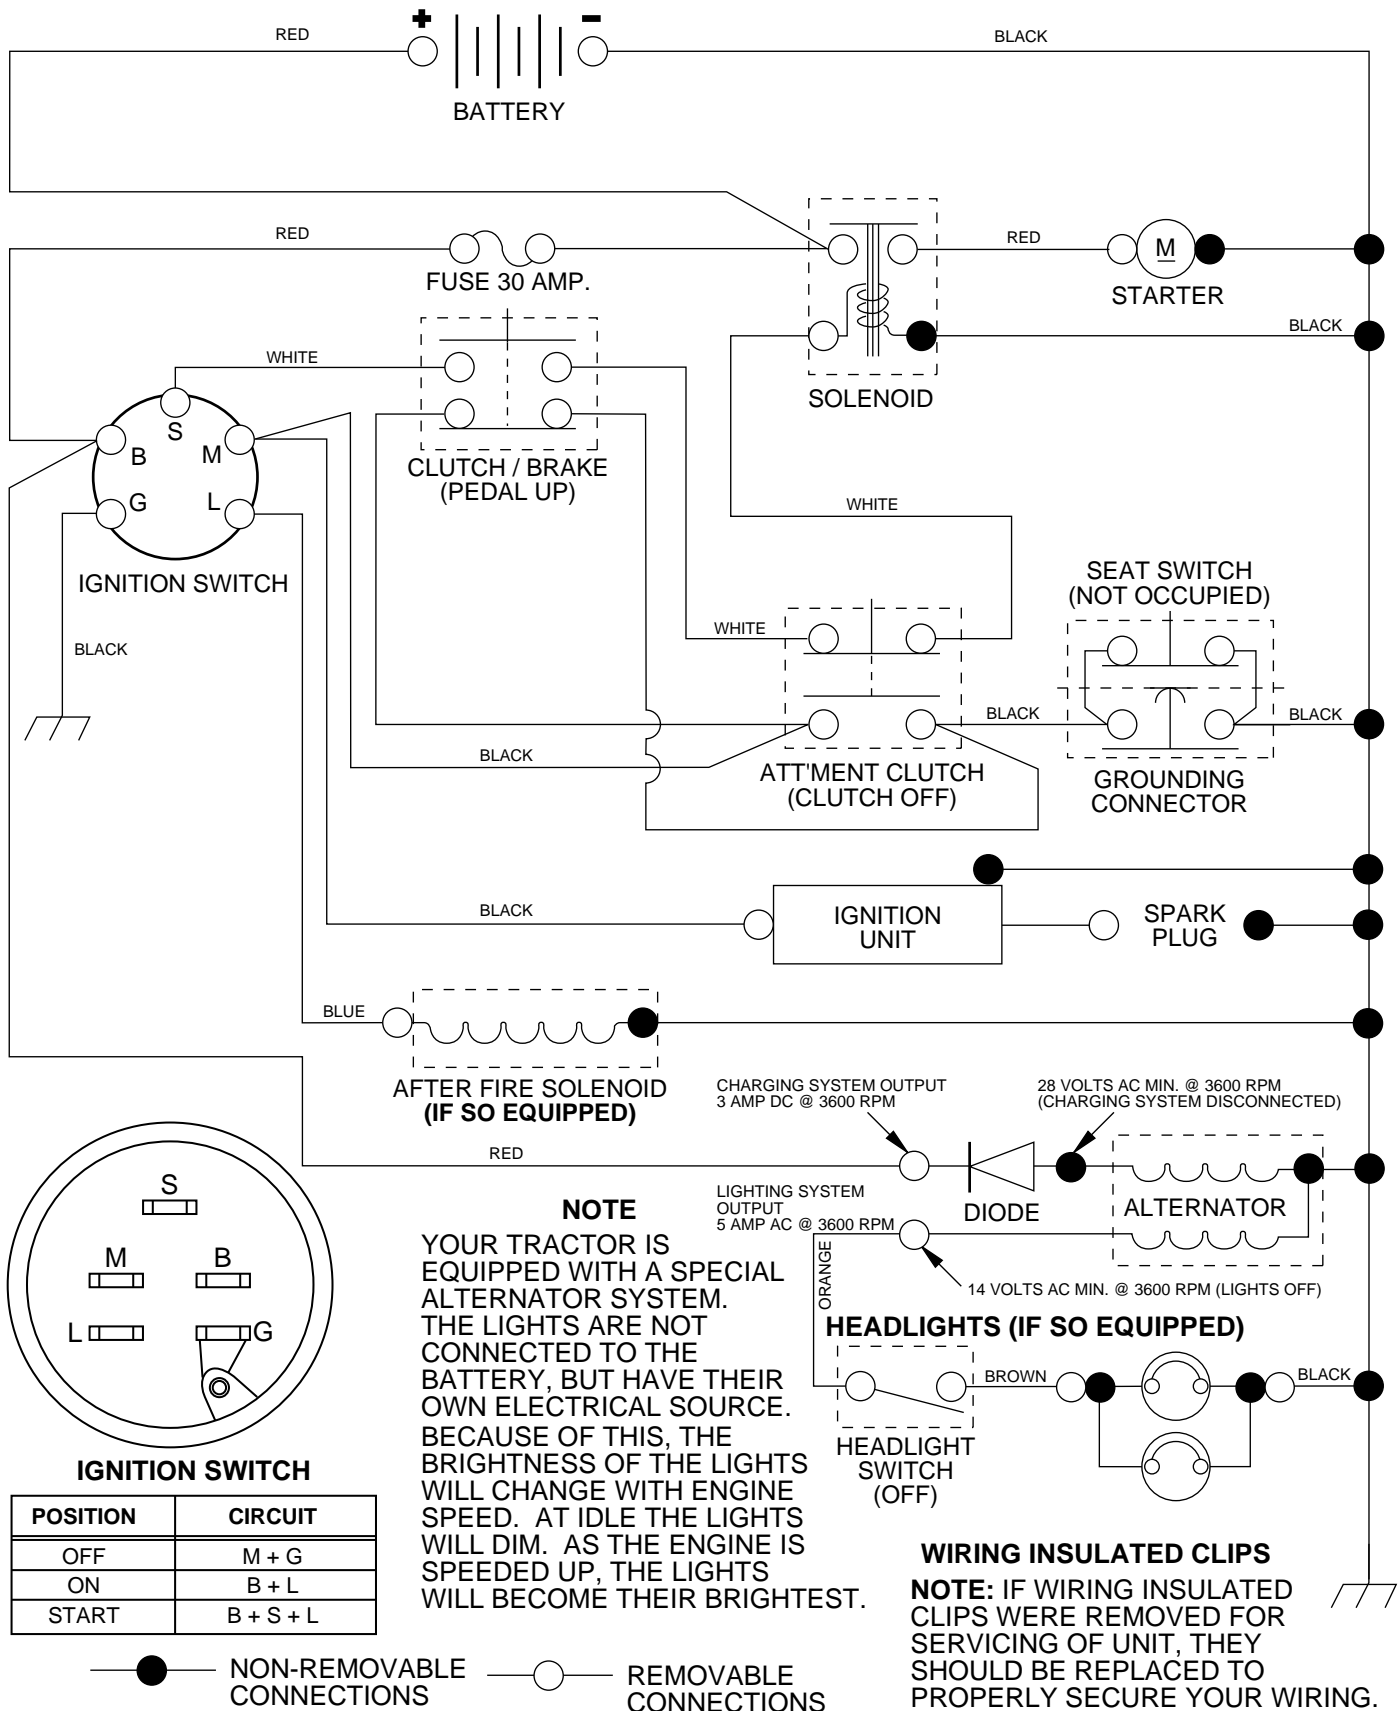 +
−
RED
BLACK
BATTERY
RED
RED
M
FUSE 30 AMP.
STARTER
BLACK
WHITE
SOLENOID
S
B
M
G
L
CLUTCH / BRAKE
(PEDAL UP)
WHITE
IGNITION SWITCH
SEAT SWITCH
(NOT OCCUPIED)
WHITE
BLACK
BLACK
BLACK
BLACK
ATT'MENT CLUTCH
(CLUTCH OFF)
GROUNDING
CONNECTOR
BLACK
IGNITION
UNIT
SPARK
PLUG
BLUE
AFTER FIRE SOLENOID
(IF SO EQUIPPED)
CHARGING SYSTEM OUTPUT
3 AMP DC @ 3600 RPM
28 VOLTS AC MIN. @ 3600 RPM
(CHARGING SYSTEM DISCONNECTED)
RED
LIGHTING SYSTEM
OUTPUT
5 AMP AC @ 3600 RPM
DIODE
ALTERNATOR
ORANGE
14 VOLTS AC MIN. @ 3600 RPM (LIGHTS OFF)
HEADLIGHTS (IF SO EQUIPPED)
BROWN
BLACK
HEADLIGHT
SWITCH
(OFF)
S
M
B
L
G
IGNITION SWITCH
POSITION CIRCUIT
OFF M + G
ON B + L
START B + S + L
NOTE
YOUR TRACTOR IS
EQUIPPED WITH A SPECIAL
ALTERNATOR SYSTEM.
THE LIGHTS ARE NOT
CONNECTED TO THE
BATTERY, BUT HAVE THEIR
OWN ELECTRICAL SOURCE.
BECAUSE OF THIS, THE
BRIGHTNESS OF THE LIGHTS
WILL CHANGE WITH ENGINE
SPEED. AT IDLE THE LIGHTS
WILL DIM. AS THE ENGINE IS
SPEEDED UP, THE LIGHTS
WILL BECOME THEIR BRIGHTEST.
WIRING INSULATED CLIPS
NOTE: IF WIRING INSULATED
CLIPS WERE REMOVED FOR
SERVICING OF UNIT, THEY
SHOULD BE REPLACED TO
PROPERLY SECURE YOUR WIRING.
NON-REMOVABLE
CONNECTIONS
REMOVABLE
CONNECTIONS